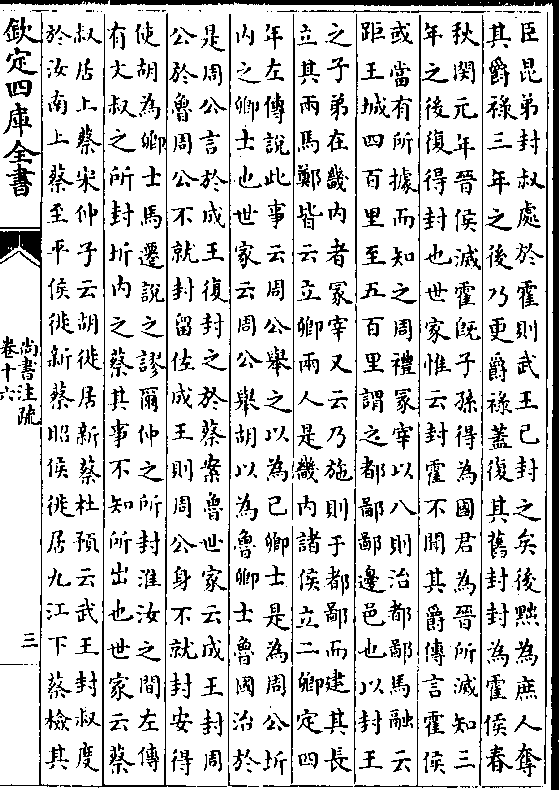 臣昆弟封叔處於霍則武王已封之矣後黜為庶人奪
其爵祿三年之後乃更爵祿蓋復其舊封封為霍侯春
秋閔元年晉侯滅霍旣子孫得為國君為晉所滅知三
年之後復得封也世家惟云封霍不聞其爵傳言霍侯
或當有所據而知之周禮冢宰以八則治都鄙馬融云
距王城四百里至五百里謂之都鄙鄙邊邑也以封王
之子弟在畿内者冢宰又云乃施則于都鄙而建其長
立其兩馬鄭皆云立卿兩人是畿内諸侯立二卿定四
年左傳說此事云周公舉之以為己卿士是為周公圻
内之卿士也世家云周公舉胡以為魯卿士魯國治於
是周公言於成王復封之於蔡案魯世家云成王封周
公於魯周公不就封留佐成王則周公身不就封安得
使胡為卿士馬遷說之謬爾仲之所封淮汝之間左傳
有文叔之所封圻内之蔡其事不知所出也世家云蔡
叔居上蔡宋仲子云胡徙居新蔡杜預云武王封叔度
於汝南上蔡至平侯徙新蔡昭侯徙居九江下蔡檢其
欽定四庫全書
尚書注疏
卷十六
三